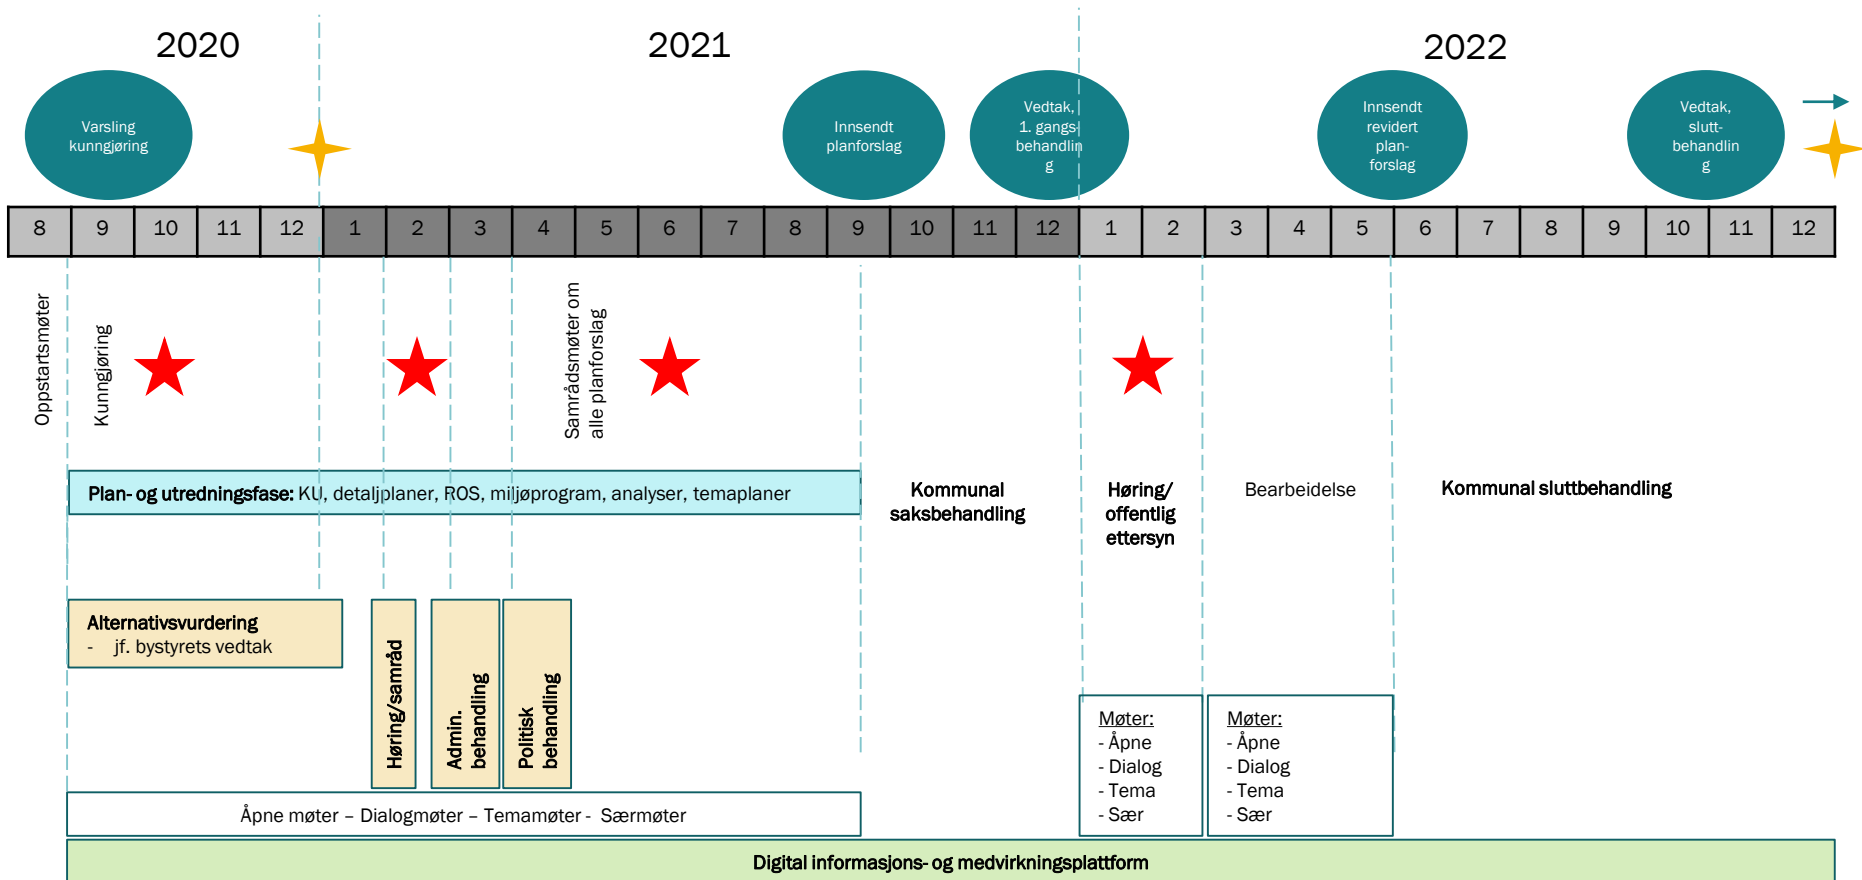 2020
2021
2022
Varsling
kunngjøring
Innsendt
planforslag
Vedtak,
1. gangs-
behandlin
g
Innsendt
revidert
plan-
forslag
Vedtak,
slutt-
behandlin
g
8 9 10 11 12 1 2 3 4 5 6 7 8 9 10 11 12 1 2 3 4 5 6 7 8 9 10 11 12
Oppstartsmøter
Kunngjøring
Samrådsmøter om
alle planforslag
Plan- og utredningsfase: KU, detaljplaner, ROS, miljøprogram, analyser, temaplaner
Kommunal
saksbehandling
Høring/
offentlig
ettersyn
Bearbeidelse
Kommunal sluttbehandling
Alternativsvurdering
- jf. bystyrets vedtak
Høring/samråd
Admin.
behandling
Politisk
behandling
Møter:
- Åpne
- Dialog
- Tema
- Sær
Møter:
- Åpne
- Dialog
- Tema
- Sær
Åpne møter – Dialogmøter – Temamøter - Særmøter
Digital informasjons- og medvirkningsplattform